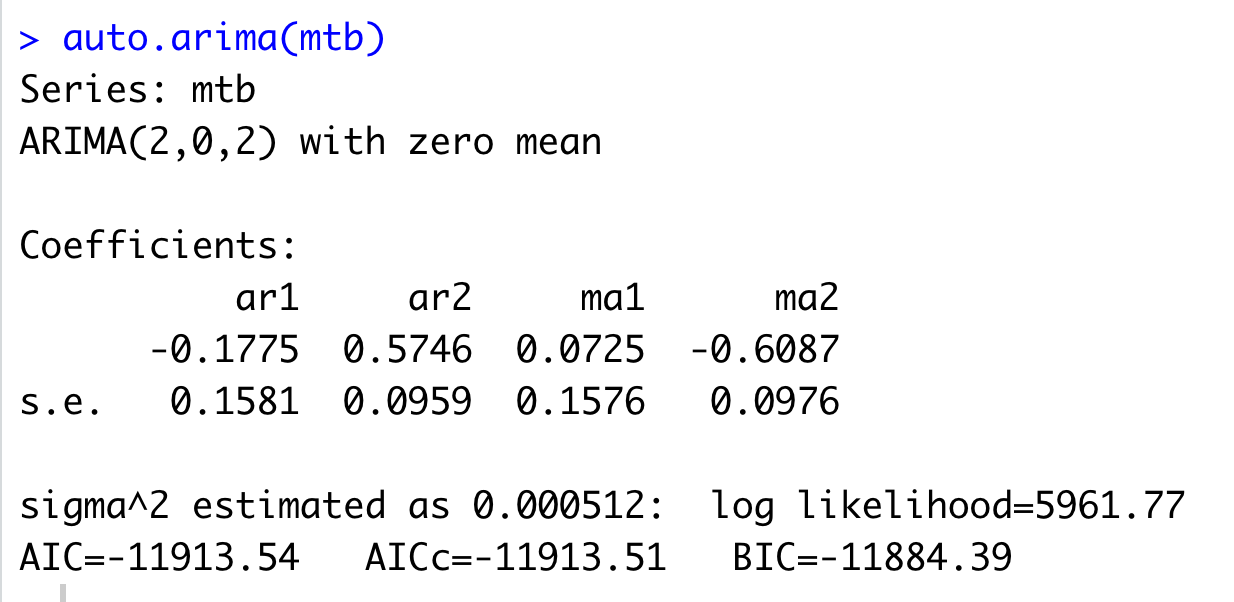 > auto.arima(mtb)
Series: mtb
ARIMA(2,0,2) with zero mean
Coefficients:
          ar1     ar2     ma1      ma2
      -0.1775  0.5746  0.0725  -0.6087
s.e.   0.1581  0.0959  0.1576   0.0976
sigma^2 estimated as 0.000512:  log likelihood=5961.77
AIC=-11913.54   AICc=-11913.51   BIC=-11884.39